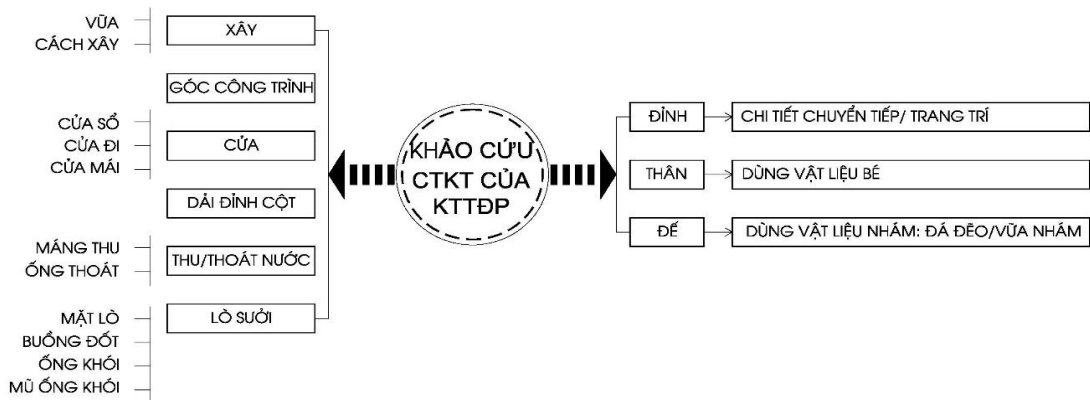 VỮA
CÁCH XÂY
XÂY
GÓC CÔNG TRÌNH
CỬA SỔ
CỬA ĐI
CỬA MÁI
CỬA
DẢI ĐỈNH CỘT
MÁNG THU
ỐNG THOÁT
THU/THOÁT NƯỚC
MẶT LÒ
BUỒNG ĐỐT
ỐNG KHÓI
MŨ ỐNG KHÓI
LÒ SƯỞI
KHẢO CỨU
CTKT CỦA
KTTĐP
ĐỈNH
CHI TIẾT CHUYỂN TIẾP/ TRANG TRÍ
THÂN
DÙNG VẬT LIỆU BÉ
ĐẾ
DÙNG VẬT LIỆU NHÁM: ĐÁ ĐẼO/VỮA NHÁM